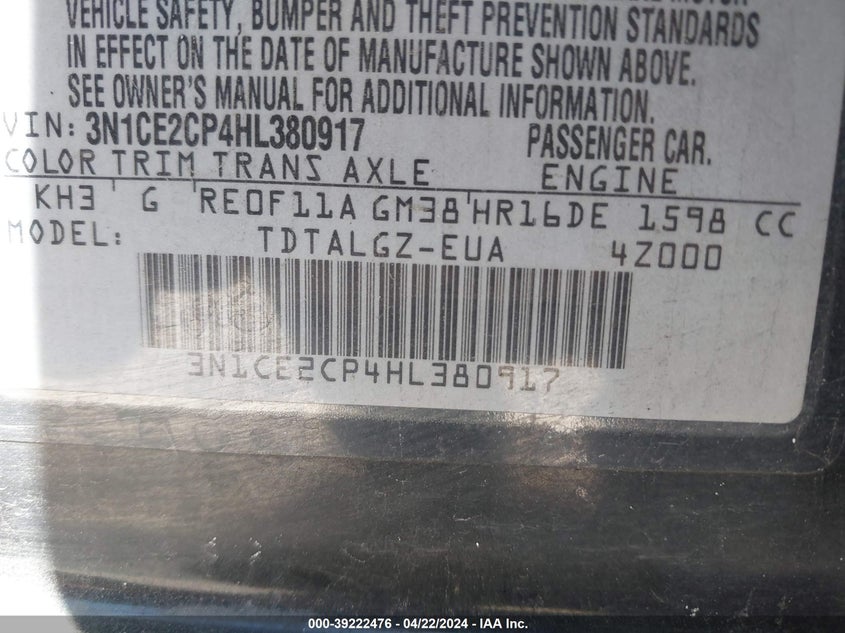 VEHICLE SAFETY, BUMPER AND THEFT PREVENTION STANDARDS
IN EFFECT ON THE DATE OF MANUFACTURE SHOWN ABOVE.
SEE OWNER'S MANUAL FOR ADDITIONAL INFORMATION.
VIN: 3N1CE2CP4HL380917 PASSENGER CAR.
COLOR TRIM TRANS AXLE ENGINE
KH3 G RE0F11A GM38 HR16DE 1598 CC
MODEL: TDTALGZ-EUA 4Z000
3N1CE2CP4HL380917
000-39222476 - 04/22/2024 - IAA, Inc.